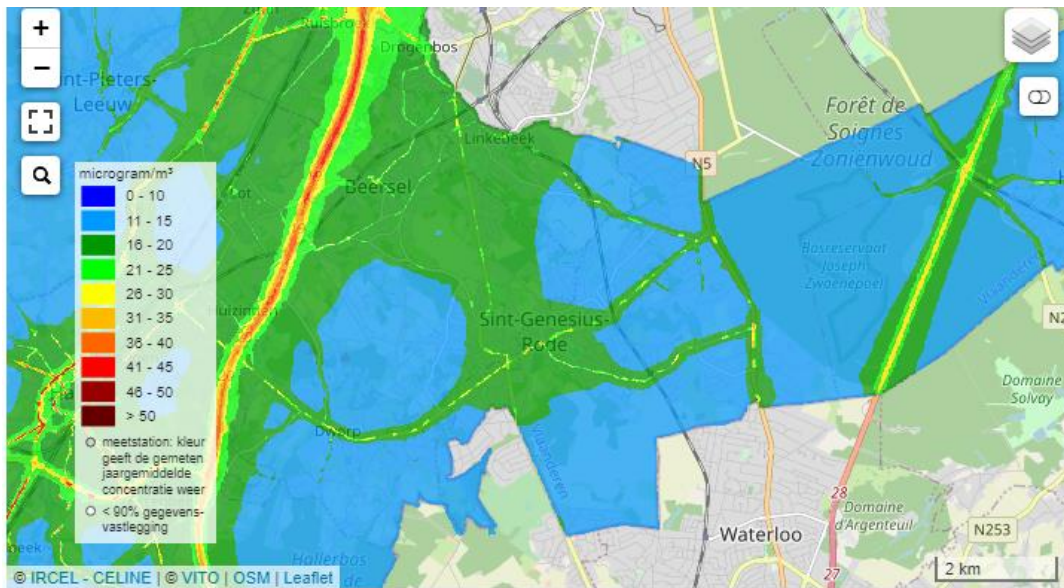 +
−
Ruisbroek
Drogenbos
Sint-Pieters-
Leeuw
Linkebeek
Beersel
N5
Forêt de
Soignes
Zoniënwoud
microgram/m³
0 - 10
11 - 15
16 - 20
21 - 25
26 - 30
31 - 35
36 - 40
41 - 45
46 - 50
> 50
meetstation: kleur
geeft de gemeten
jaargemiddelde
concentratie weer
< 90% gegevens-
vastlegging
Huizingen
Bosreservaat
Joseph
Zwaenepoel
Vlaanderen
Sint-Genesius-
Rode
Dworp
Vlaanderen
Domaine
Solvay
28
Domaine
d'Argenteuil
Waterloo
27
N253
Hallerbos
2 km
© IRCEL - CELINE | © VITO | OSM | Leaflet